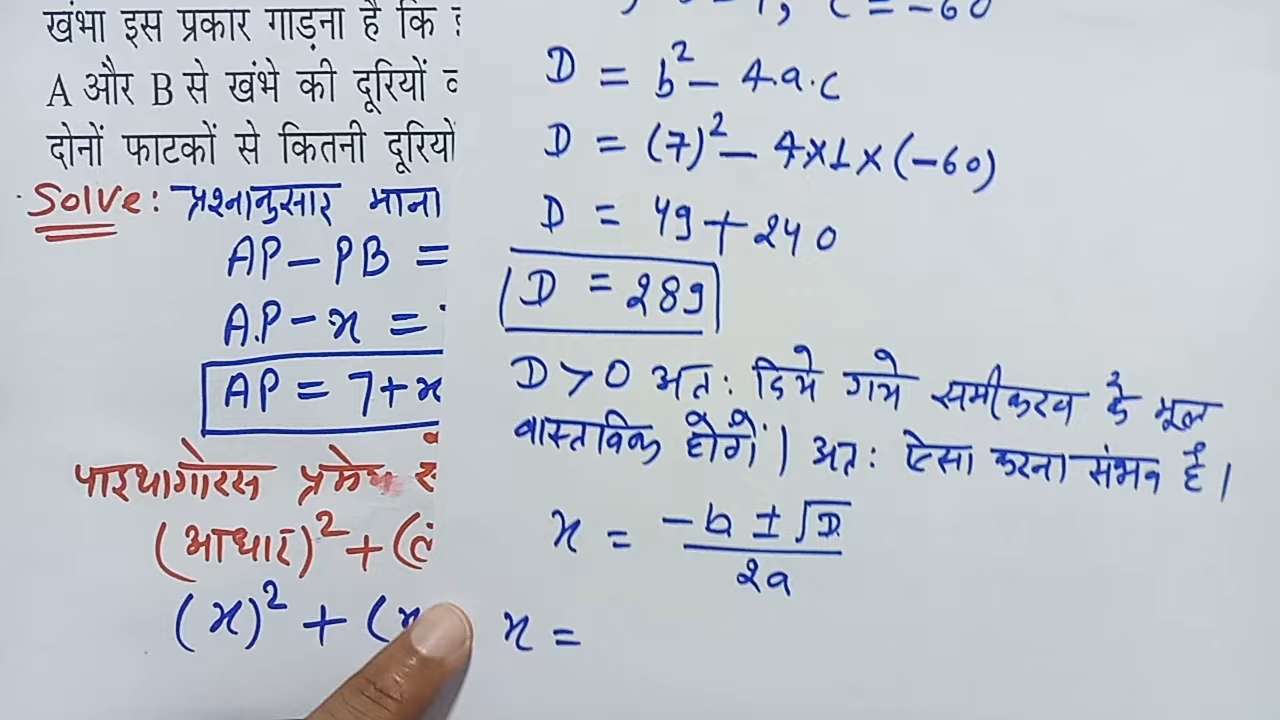 खंभा इस प्रकार गाड़ना है कि
A और B से खंभे की दूरियों
दोनों फाटकों से कितनी दूरियों
Solve: प्रश्नानुसार माना
AP - PB =
A.P - x =
AP = 7+x
पाइथागोरस प्रमेय से
(आधार)² + (लं
(x)² + (x
c = -60
D = b² - 4.a.c
D = (7)² - 4×1×(-60)
D = 49 + 240
D = 289
D > 0 अतः दिये गये समीकरण के मूल
वास्तविक होगें। अतः ऐसा करना संभव है।
x = -b ± √D / 2a
x =